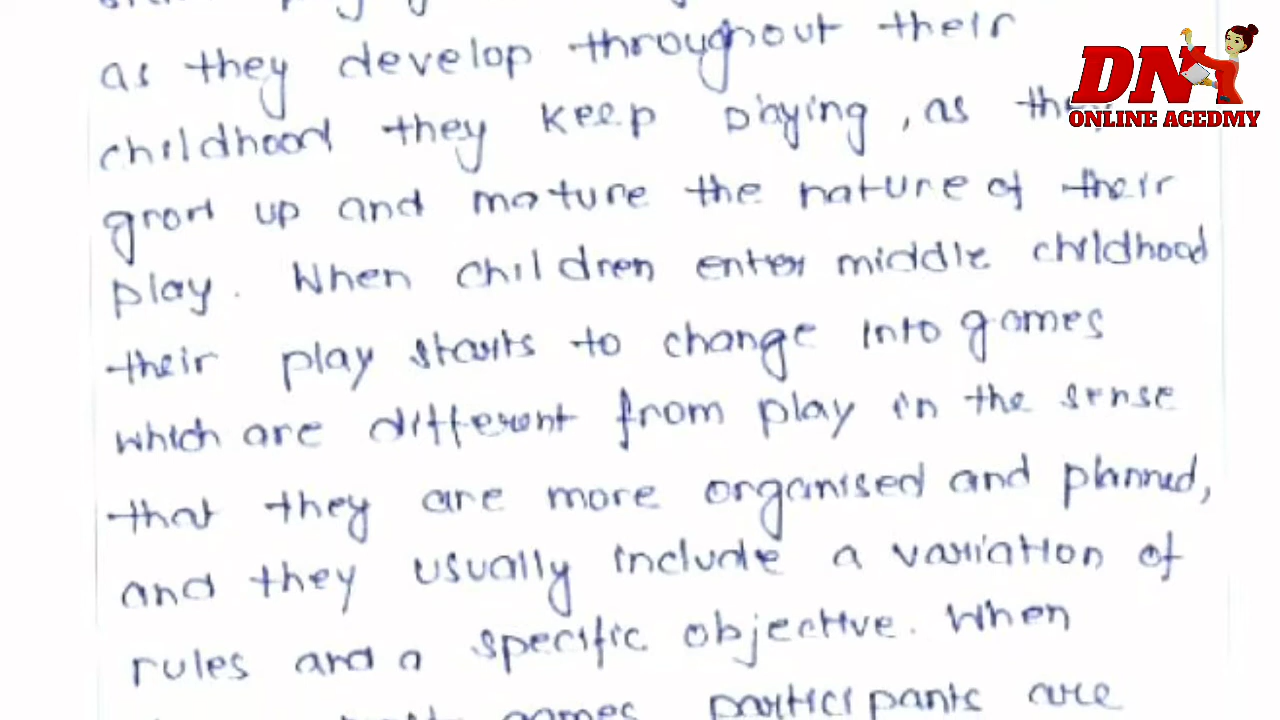 as they develop throughout their
childhood they keep playing, as they
grow up and mature the nature of their
play. When children enter middle childhood
their play starts to change into games
which are different from play in the sense
that they are more organised and planned,
and they usually include a variation of
rules and a specific objective. When
games participants are
DNY
ONLINE ACEDMY